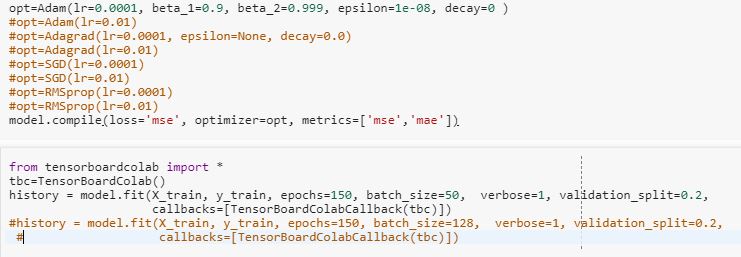 opt=Adam(lr=0.0001, beta_1=0.9, beta_2=0.999, epsilon=1e-08, decay=0 )
#opt=Adam(lr=0.01)
#opt=Adagrad(lr=0.0001, epsilon=None, decay=0.0)
#opt=Adagrad(lr=0.01)
#opt=SGD(lr=0.0001)
#opt=SGD(lr=0.01)
#opt=RMSprop(lr=0.0001)
#opt=RMSprop(lr=0.01)
model.compile(loss='mse', optimizer=opt, metrics=['mse','mae'])
from tensorboardcolab import *
tbc=TensorBoardColab()
history = model.fit(X_train, y_train, epochs=150, batch_size=50,  verbose=1, validation_split=0.2,
                    callbacks=[TensorBoardColabCallback(tbc)])
#history = model.fit(X_train, y_train, epochs=150, batch_size=128,  verbose=1, validation_split=0.2,
 #                   callbacks=[TensorBoardColabCallback(tbc)])